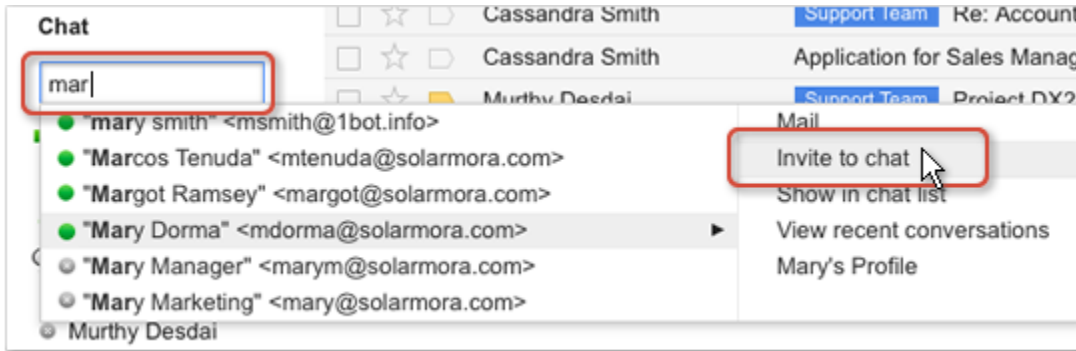 Chat
mar
"mary smith" <msmith@1bot.info>
"Marcos Tenuda" <mtenuda@solarmora.com>
"Margot Ramsey" <margot@solarmora.com>
"Mary Dorma" <mdorma@solarmora.com>
"Mary Manager" <marym@solarmora.com>
"Mary Marketing" <mary@solarmora.com>
Murthy Desdai
Cassandra Smith Support Team Re: Account
Cassandra Smith Application for Sales Manag
Murthy Desdai Support Team Project DX2
Mail
Invite to chat
Show in chat list
View recent conversations
Mary's Profile